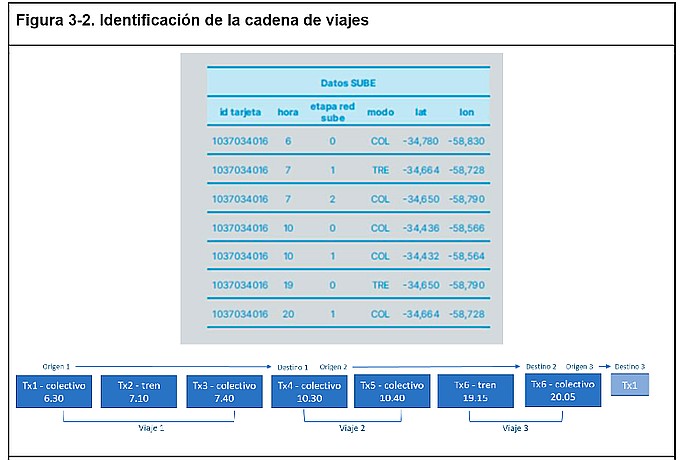 Figura 3-2. Identificación de la cadena de viajes
Datos SUBE
id tarjeta hora etapa red sube modo lat lon
1037034016 6 0 COL -34,780 -58,830
1037034016 7 1 TRE -34,664 -58,728
1037034016 7 2 COL -34,650 -58,790
1037034016 10 0 COL -34,436 -58,566
1037034016 10 1 COL -34,432 -58,564
1037034016 19 0 TRE -34,650 -58,790
1037034016 20 1 COL -34,664 -58,728
Origen 1 Destino 1 Origen 2 Destino 2 Origen 3 Destino 3
Tx1 - colectivo Tx2 - tren Tx3 - colectivo Tx4 - colectivo Tx5 - colectivo Tx6 - tren Tx6 - colectivo Tx1
6.30 7.10 7.40 10.30 10.40 19.15 20.05
Viaje 1 Viaje 2 Viaje 3